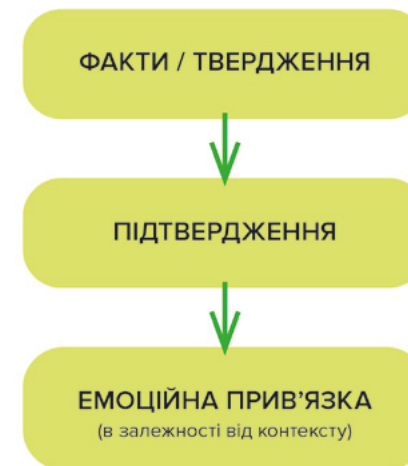 ФАКТИ / ТВЕРДЖЕННЯ
ПІДТВЕРДЖЕННЯ
ЕМОЦІЙНА ПРИВ’ЯЗКА
(в залежності від контексту)